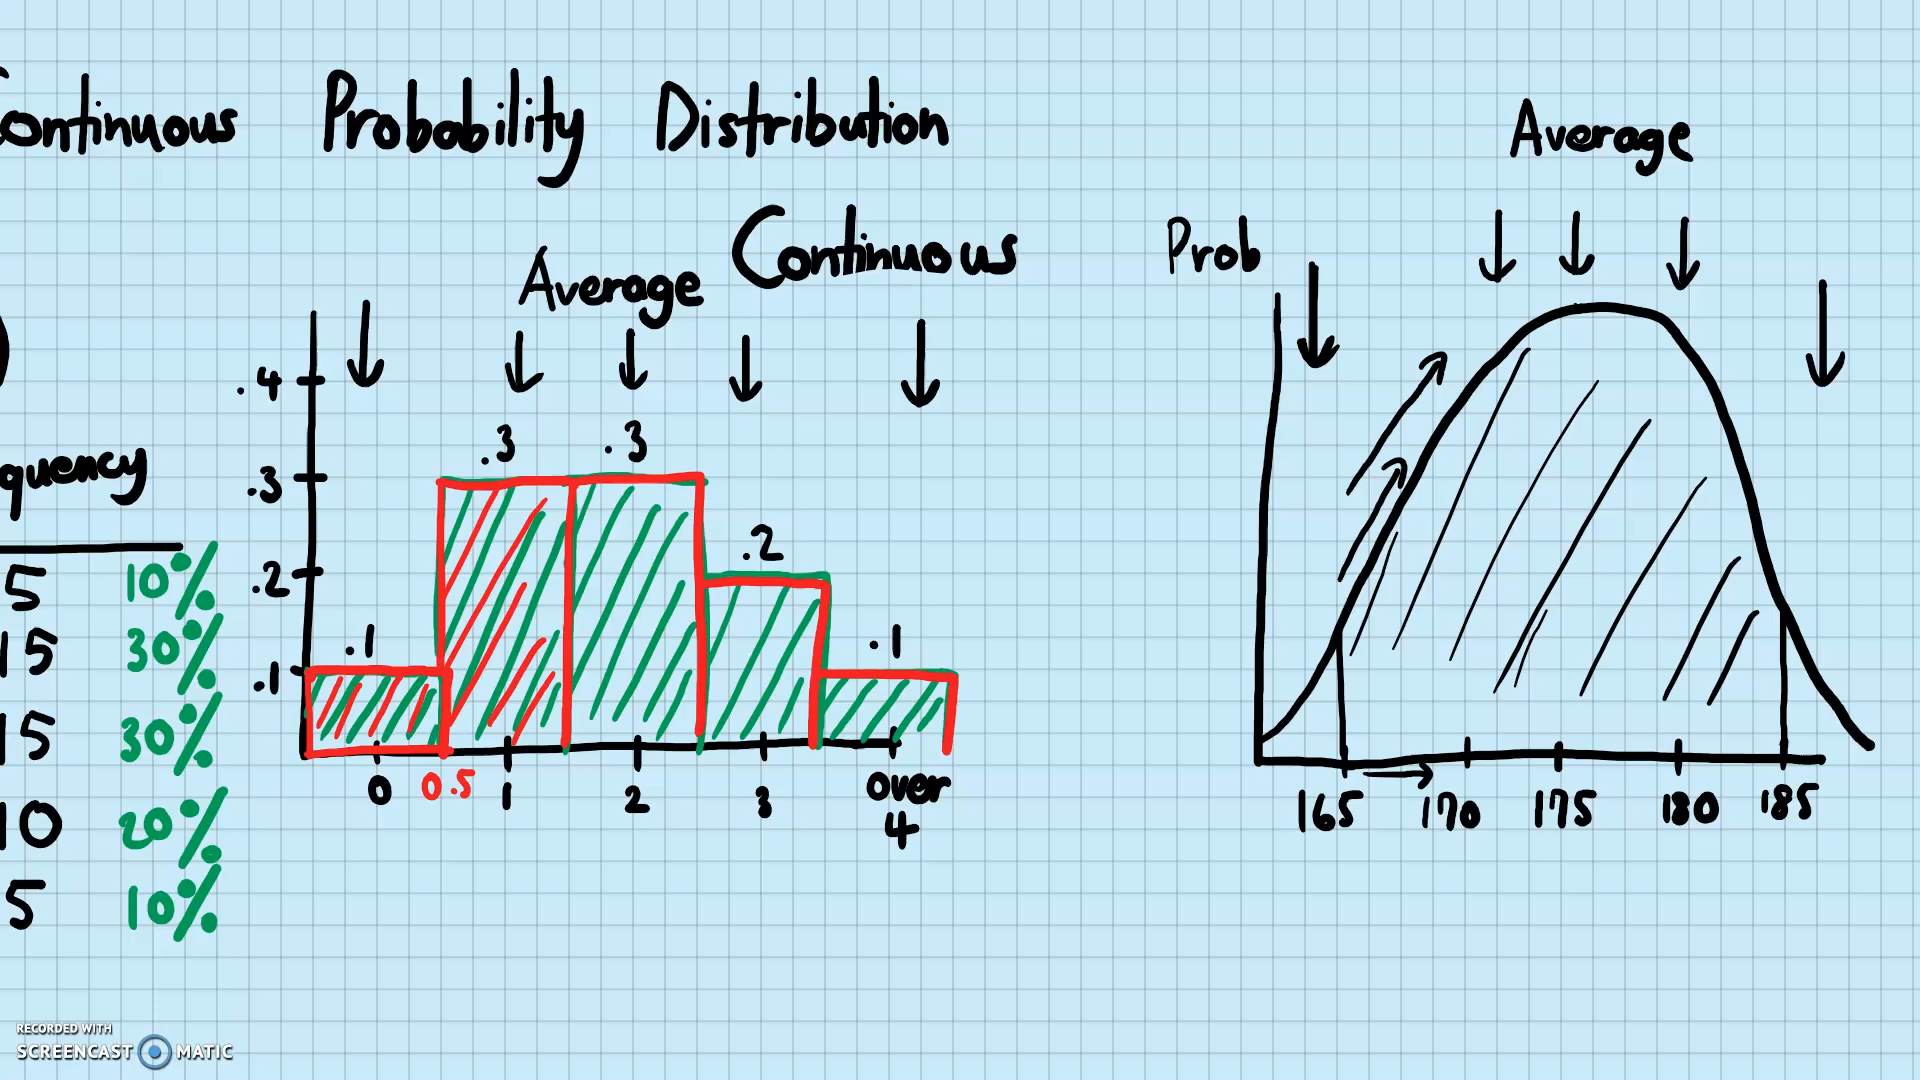 Continuous Probability Distribution
Average Continuous
.4
.3
.2
.1
.1
.3
.3
.2
.1
0
0.5
1
2
3
over
4
quency
5 10%
15 30%
15 30%
10 20%
5 10%
Average
Prob
165 170 175 180 185
RECORDED WITH
SCREENCAST MATIC